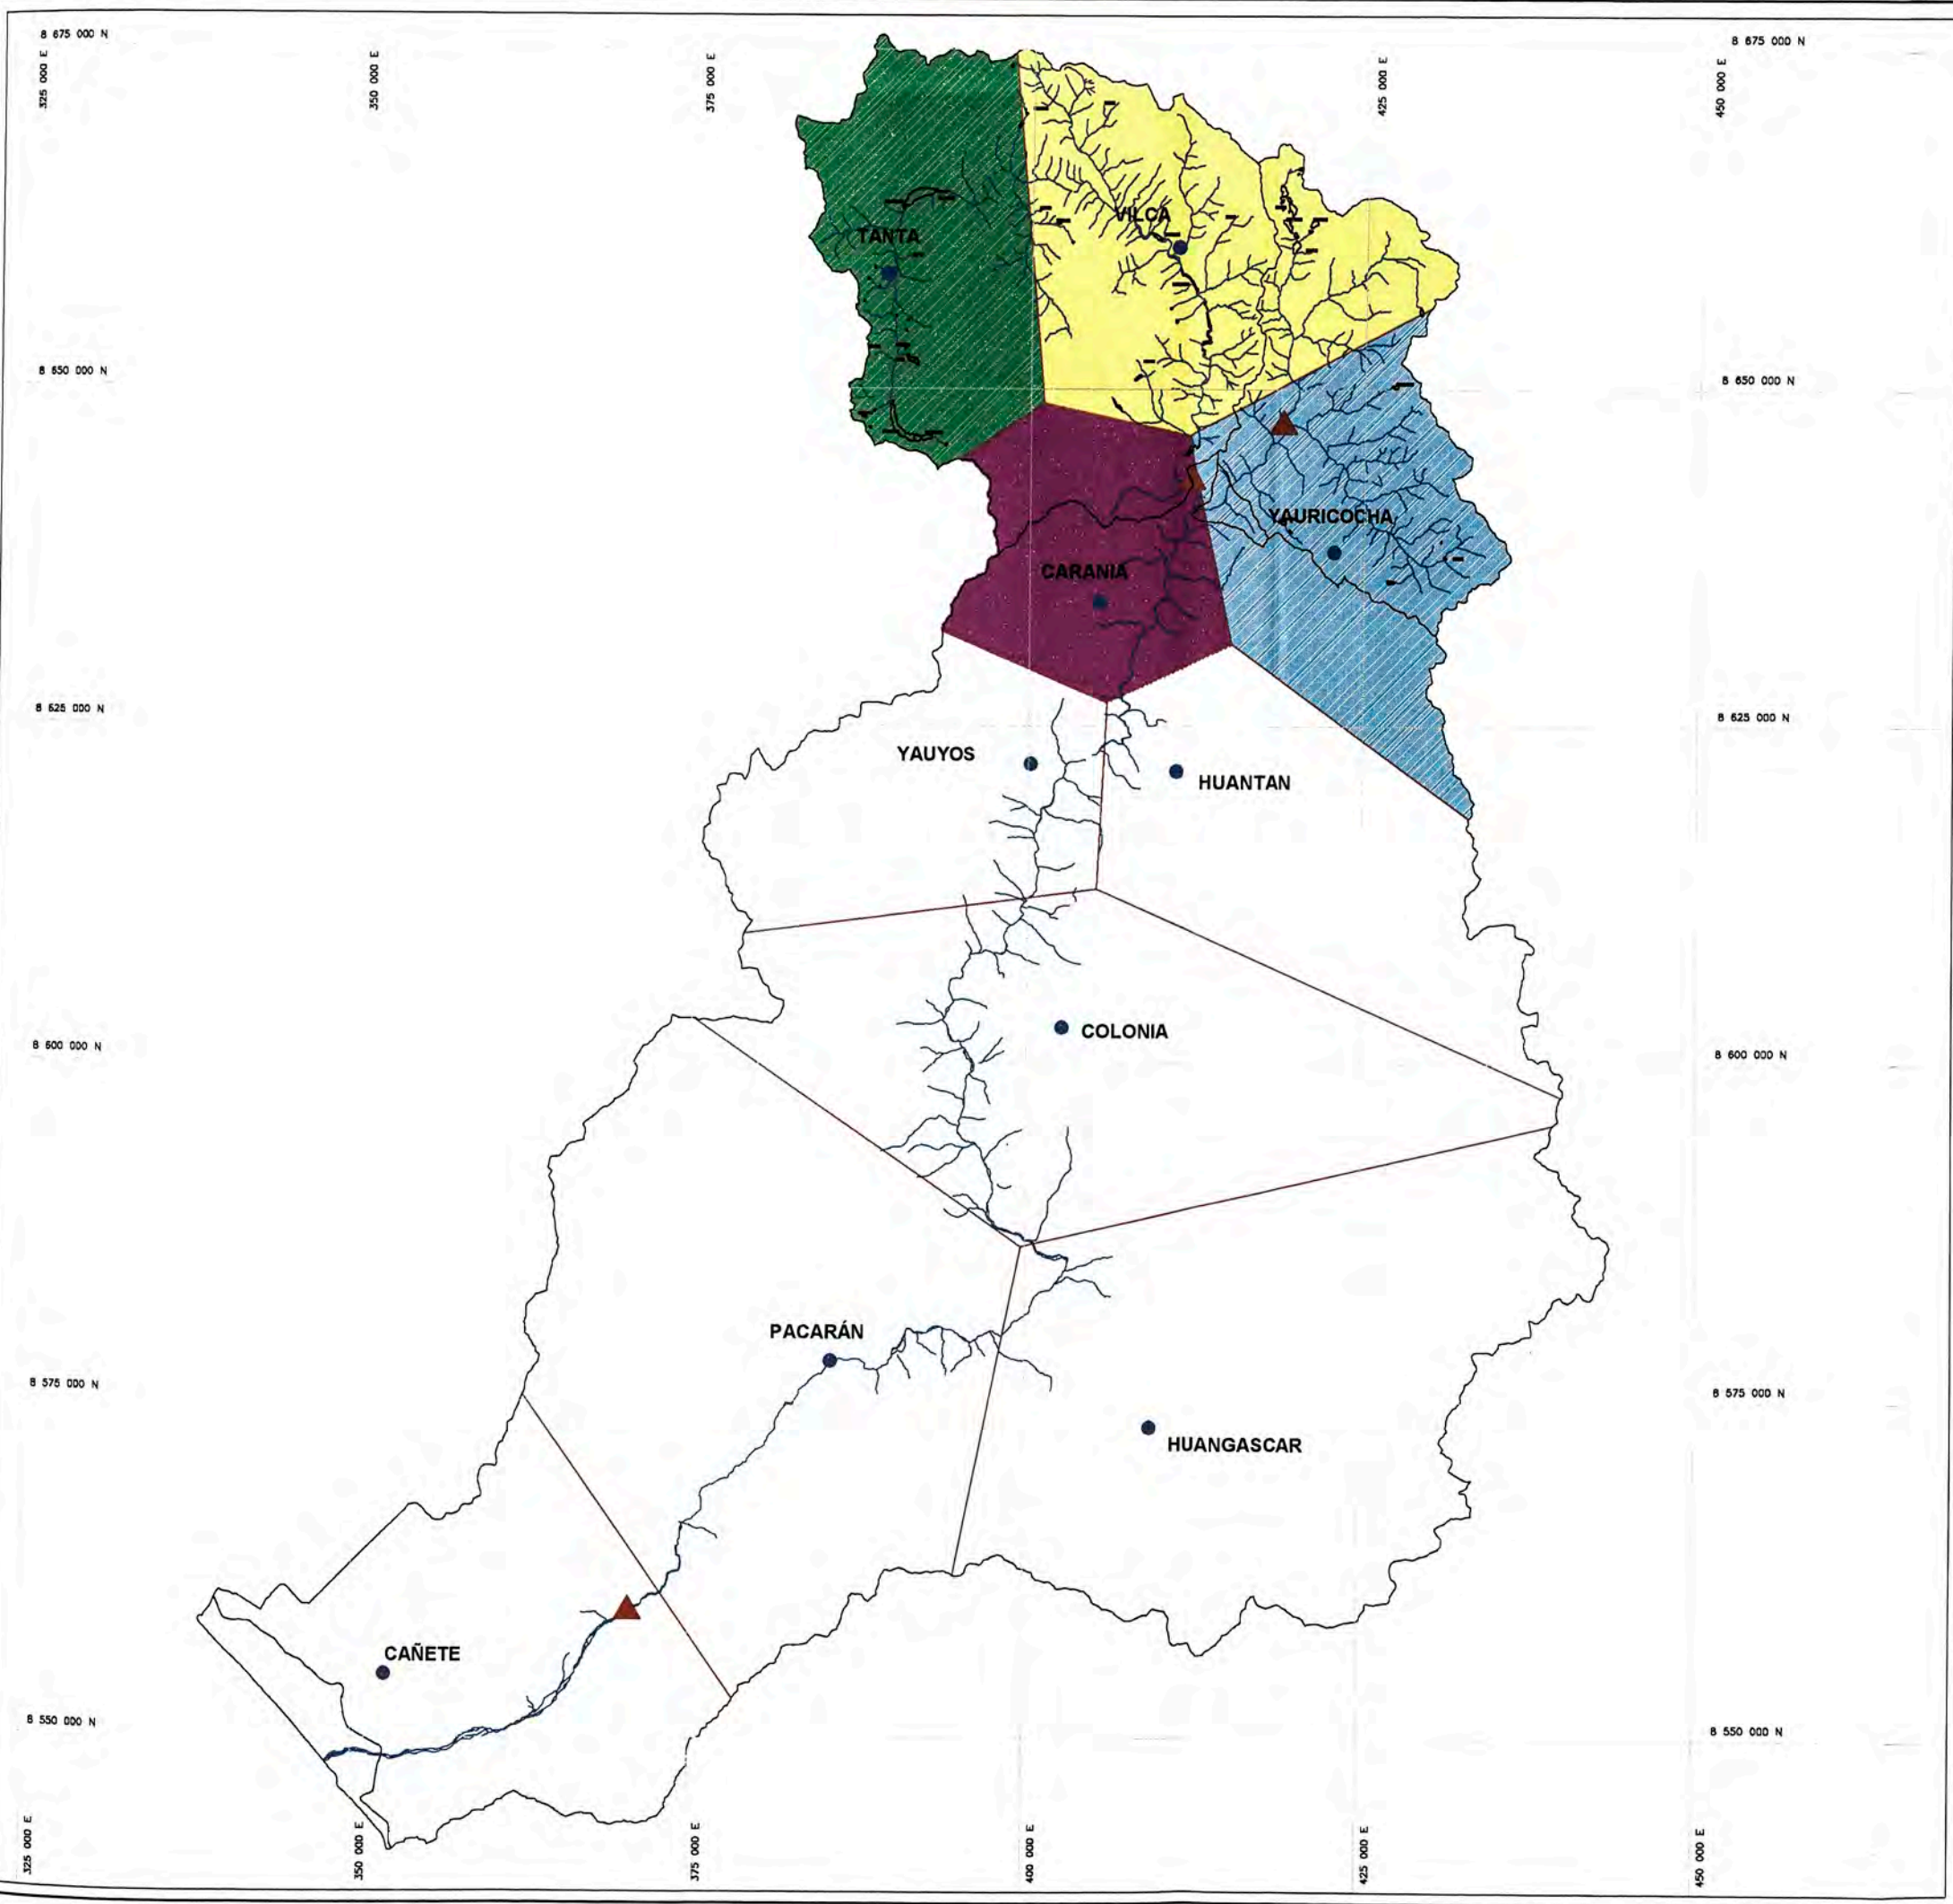 8 675 000 N
8 675 000 N
325 000 E
350 000 E
375 000 E
425 000 E
450 000 E
VILCA
TANTA
8 650 000 N
8 650 000 N
YAURICOCHA
CARANIA
8 625 000 N
8 625 000 N
YAUYOS
HUANTAN
COLONIA
8 600 000 N
8 600 000 N
PACARÁN
8 575 000 N
8 575 000 N
HUANGASCAR
CAÑETE
8 550 000 N
8 550 000 N
325 000 E
350 000 E
375 000 E
400 000 E
425 000 E
450 000 E